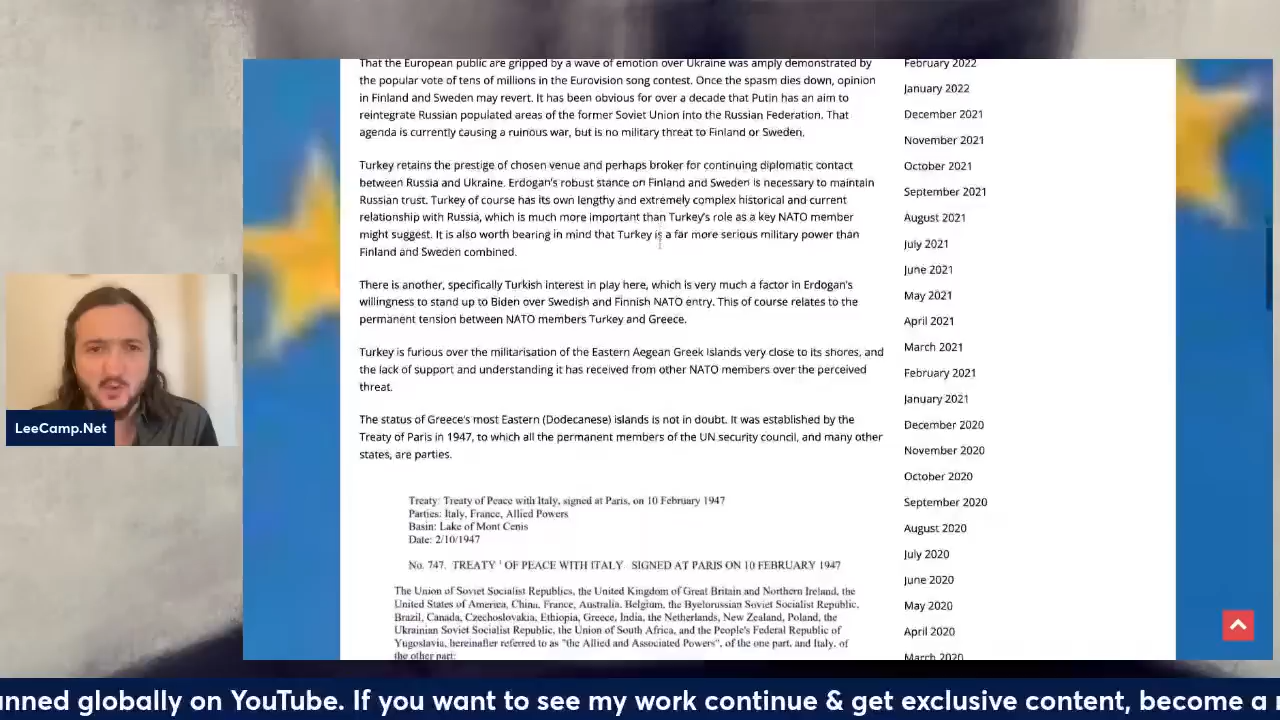 That the European public are gripped by a wave of emotion over Ukraine was amply demonstrated by
the popular vote of tens of millions in the Eurovision song contest. Once the spasm dies down, opinion
in Finland and Sweden may revert. It has been obvious for over a decade that Putin has an aim to
reintegrate Russian populated areas of the former Soviet Union into the Russian Federation. That
agenda is currently causing a ruinous war, but is no military threat to Finland or Sweden.
Turkey retains the prestige of chosen venue and perhaps broker for continuing diplomatic contact
between Russia and Ukraine. Erdogan's robust stance on Finland and Sweden is necessary to maintain
Russian trust. Turkey of course has its own lengthy and extremely complex historical and current
relationship with Russia, which is much more important than Turkey's role as a key NATO member
might suggest. It is also worth bearing in mind that Turkey is a far more serious military power than
Finland and Sweden combined.
There is another, specifically Turkish interest in play here, which is very much a factor in Erdogan's
willingness to stand up to Biden over Swedish and Finnish NATO entry. This of course relates to the
permanent tension between NATO members Turkey and Greece.
Turkey is furious over the militarisation of the Eastern Aegean Greek Islands very close to its shores, and
the lack of support and understanding it has received from other NATO members over the perceived
threat.
The status of Greece's most Eastern (Dodecanese) islands is not in doubt. It was established by the
Treaty of Paris in 1947, to which all the permanent members of the UN security council, and many other
states, are parties.
Treaty: Treaty of Peace with Italy, signed at Paris, on 10 February 1947
Parties: Italy, France, Allied Powers
Basin: Lake of Mont Cenis
Date: 2/10/1947
No. 747. TREATY 1 OF PEACE WITH ITALY SIGNED AT PARIS ON 10 FEBRUARY 1947
The Union of Soviet Socialist Republics, the United Kingdom of Great Britain and Northern Ireland, the
United States of America, China, France, Australia, Belgium, the Byelorussian Soviet Socialist Republic,
Brazil, Canada, Czechoslovakia, Ethiopia, Greece, India, the Netherlands, New Zealand, Poland, the
Ukrainian Soviet Socialist Republic, the Union of South Africa, and the People's Federal Republic of
Yugoslavia, hereinafter referred to as "the Allied and Associated Powers", of the one part, and Italy, of
the other part:
February 2022
January 2022
December 2021
November 2021
October 2021
September 2021
August 2021
July 2021
June 2021
May 2021
April 2021
March 2021
February 2021
January 2021
December 2020
November 2020
October 2020
September 2020
August 2020
July 2020
June 2020
May 2020
April 2020
March 2020
LeeCamp.Net
nned globally on YouTube. If you want to see my work continue & get exclusive content, become a